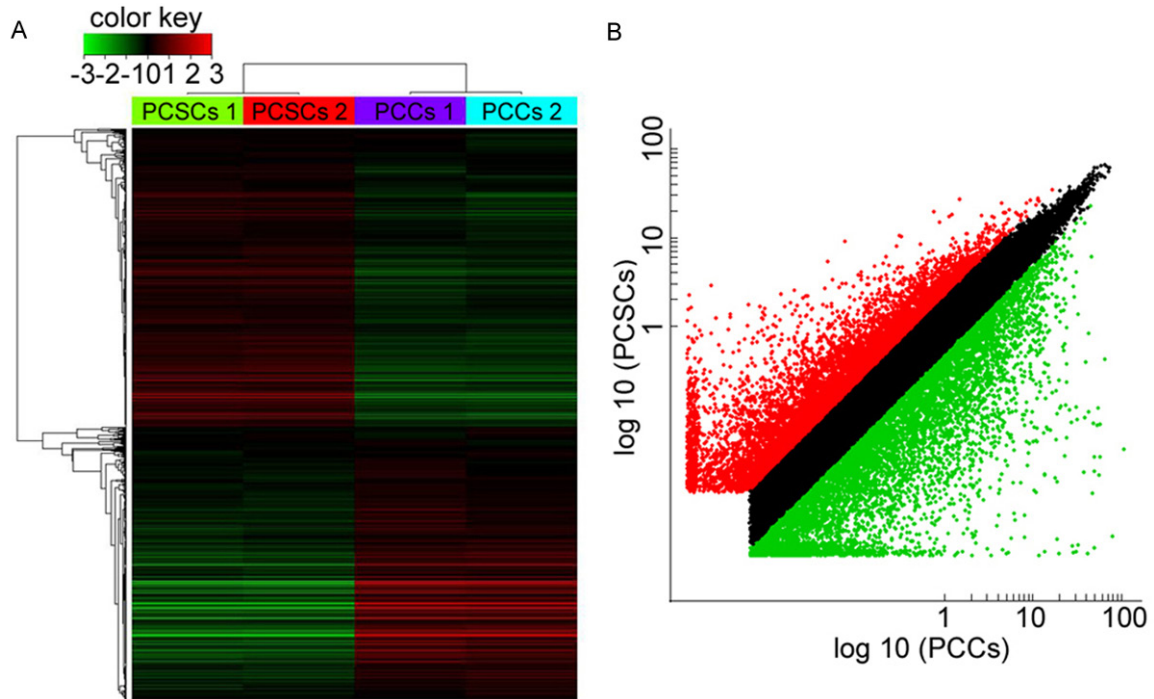 A
color key
-3-2-101 2 3
PCSCs 1 PCSCs 2 PCCs 1 PCCs 2
B
100
10
1
log 10 (PCSCs)
1 10 100
log 10 (PCCs)